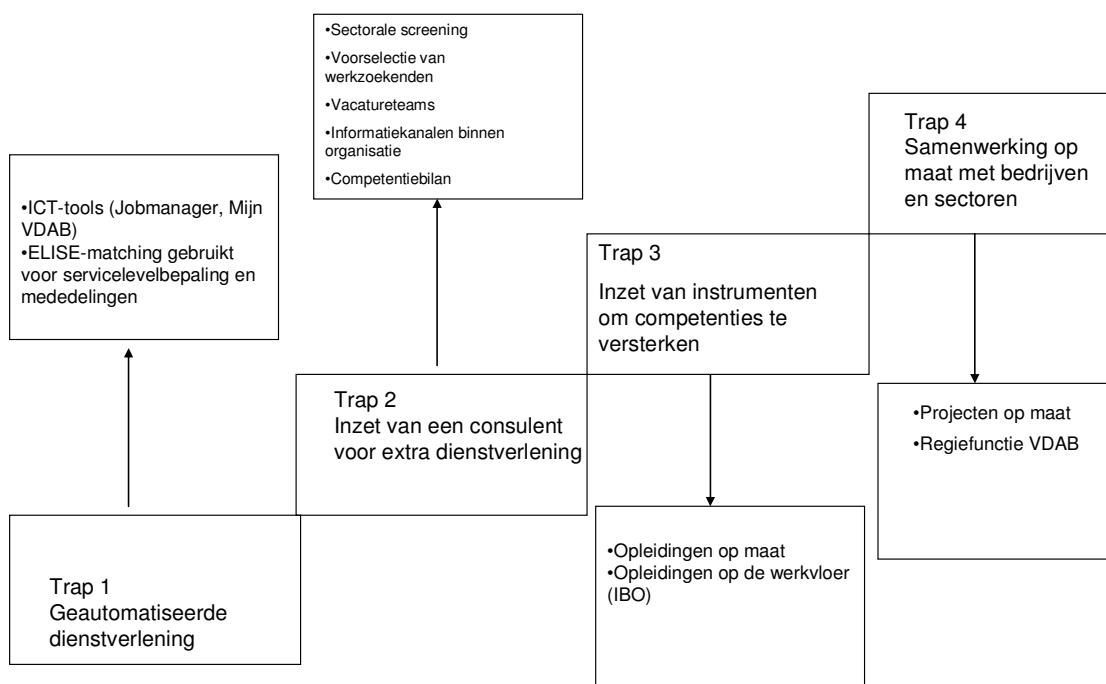 •Sectorale screening
•Voorselectie van
werkzoekenden
•Vacatureteams
•Informatiekanalen binnen
organisatie
•Competentiebilan
Trap 4
Samenwerking op
maat met bedrijven
en sectoren
•ICT-tools (Jobmanager, Mijn
VDAB)
•ELISE-matching gebruikt
voor servicelevelbepaling en
mededelingen
Trap 3
Inzet van instrumenten
om competenties te
versterken
Trap 2
Inzet van een consulent
voor extra dienstverlening
•Projecten op maat
•Regiefunctie VDAB
•Opleidingen op maat
•Opleidingen op de werkvloer
(IBO)
Trap 1
Geautomatiseerde
dienstverlening